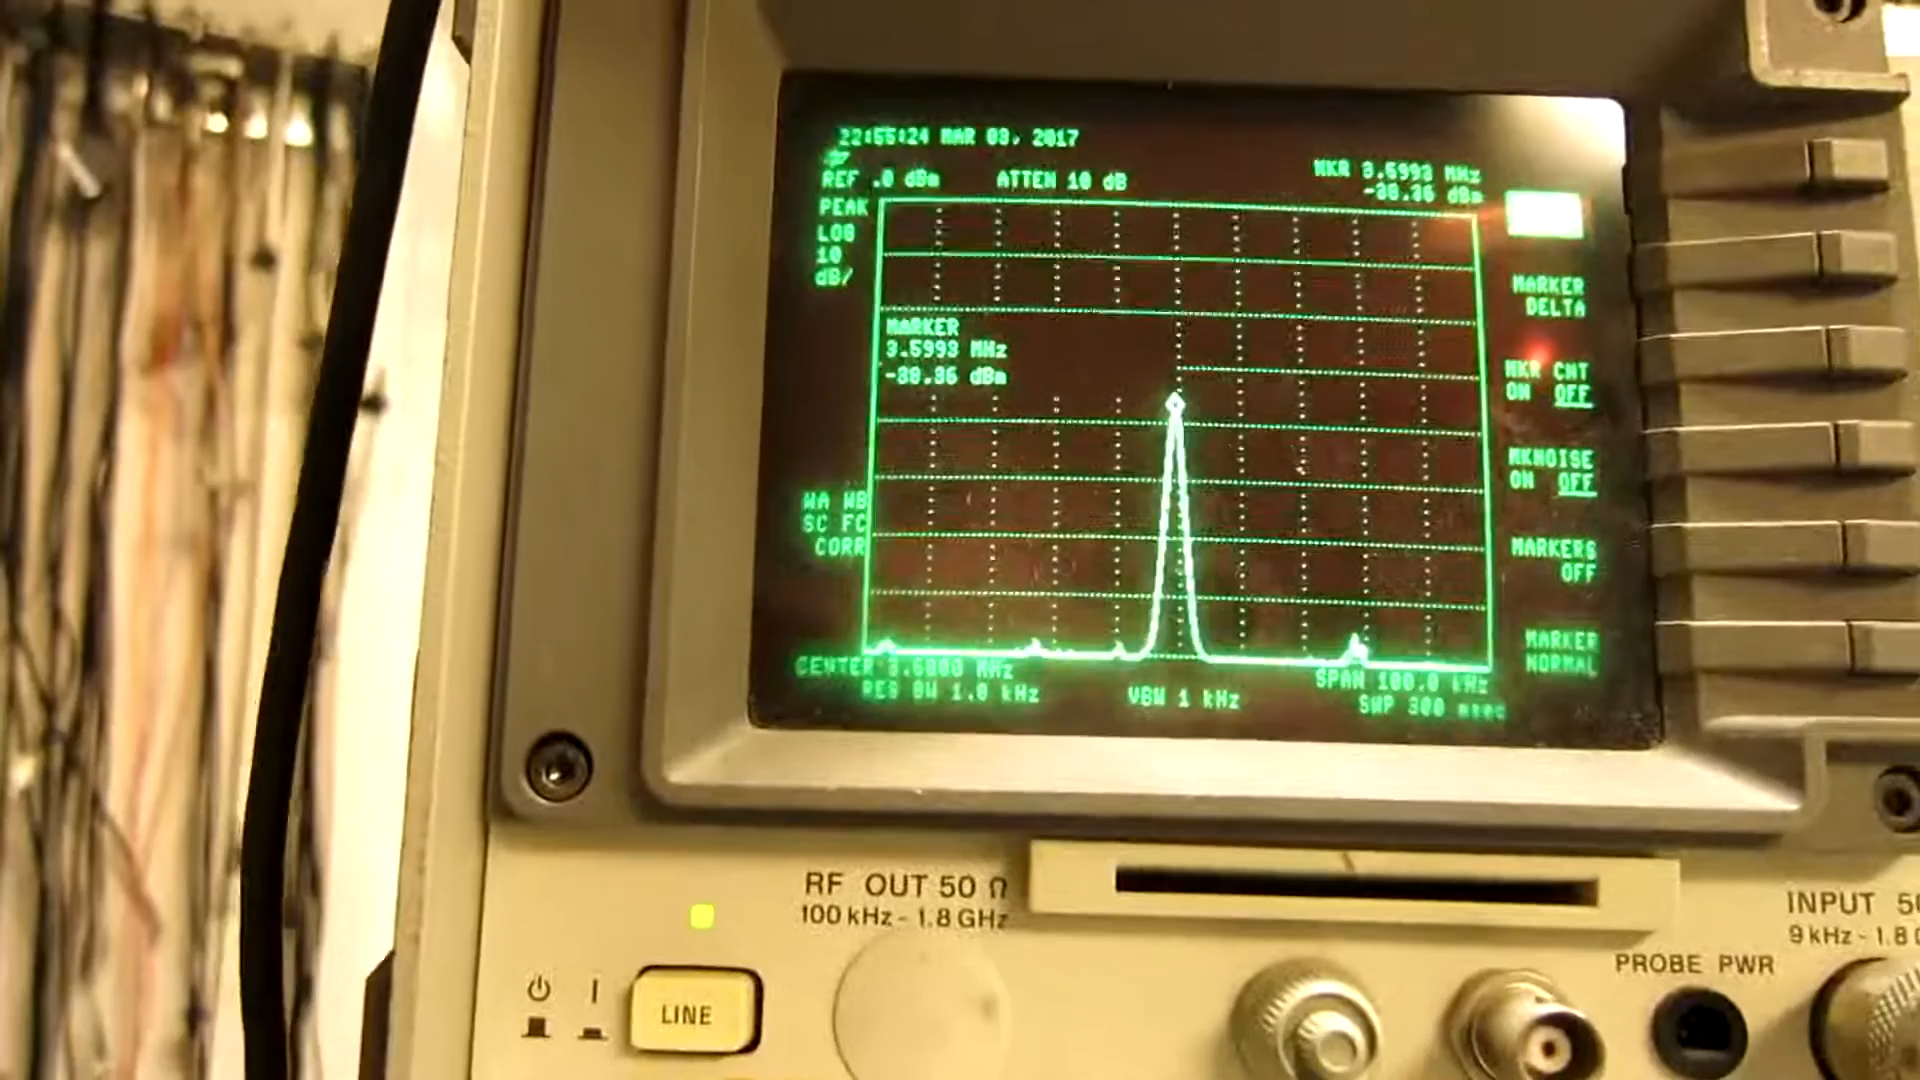 22:55:24 MAR 03, 2017
REF .0 dBm ATTEN 10 dB
MKR 3.5993 MHz
-38.36 dBm
PEAK
LOG
10
dB/
MARKER
3.5993 MHz
-38.36 dBm
WA WB
SC FC
CORR
CENTER 3.6000 MHz
RES BW 1.0 kHz
VBW 1 kHz
SPAN 100.0 kHz
SWP 300 msec
MARKER
DELTA
MKR CNT
ON OFF
MKNOISE
ON OFF
MARKERS
OFF
MARKER
NORMAL
RF OUT 50 Ω
100 kHz - 1.8 GHz
LINE
INPUT 50
9 kHz - 1.8
PROBE PWR